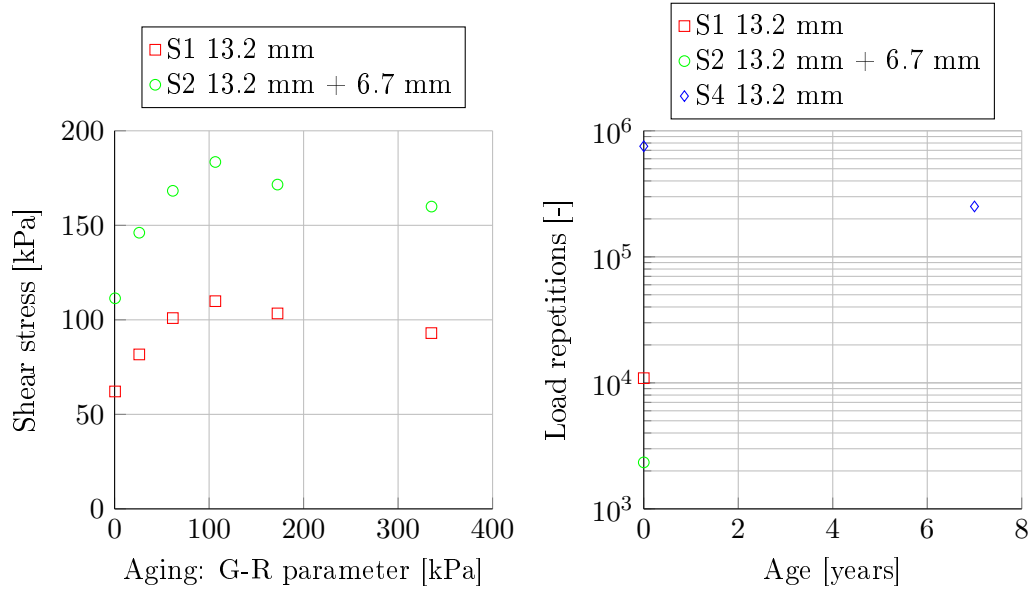 S1 13.2 mm
S2 13.2 mm + 6.7 mm
200
150
100
50
0
0 100 200 300 400
Shear stress [kPa]
Aging: G-R parameter [kPa]
S1 13.2 mm
S2 13.2 mm + 6.7 mm
S4 13.2 mm
10^6
10^5
10^4
10^3
0 2 4 6 8
Load repetitions [-]
Age [years]